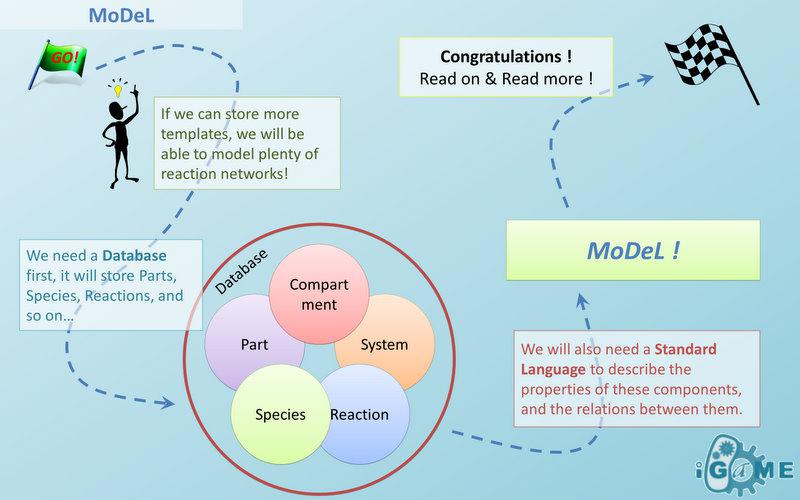 MoDeL
GO!
If we can store more
templates, we will be
able to model plenty of
reaction networks!
We need a Database
first, it will store Parts,
Species, Reactions, and
so on…
Database
Compart
ment
Part
System
Species
Reaction
We will also need a Standard
Language to describe the
properties of these components,
and the relations between them.
MoDeL !
Congratulations !
Read on & Read more !
iGaME